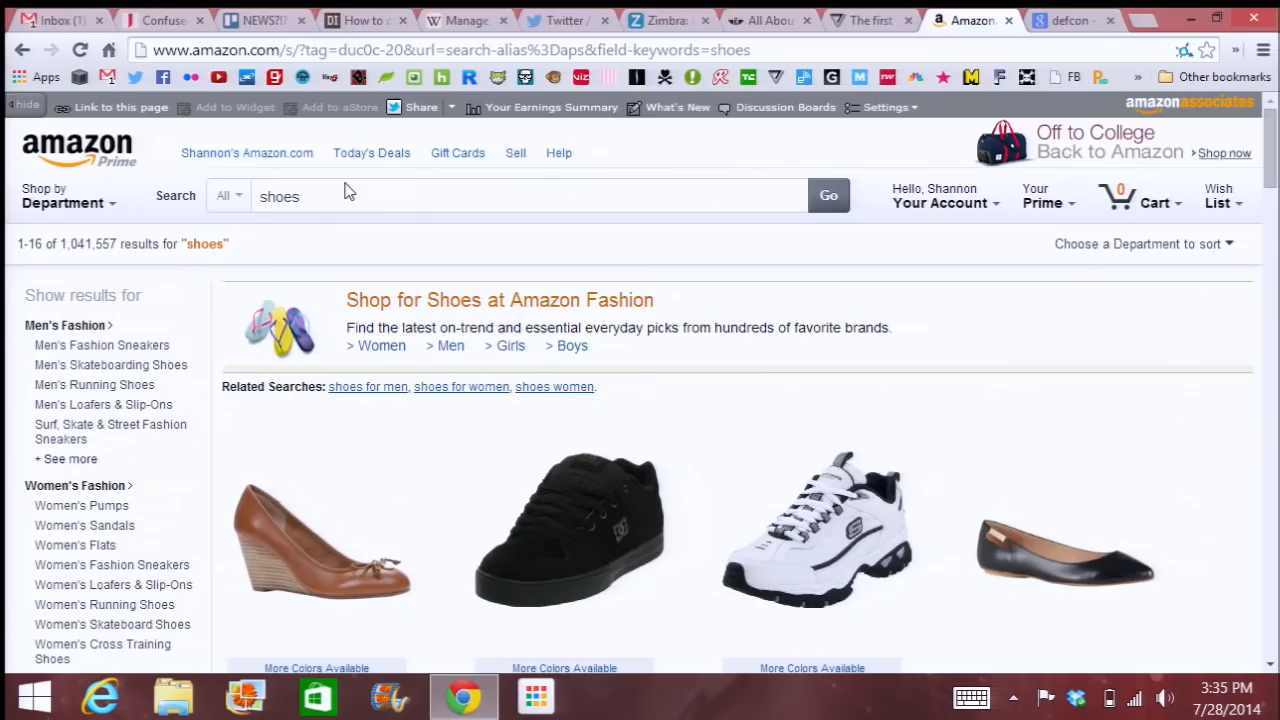 Inbox (1)
Confuse
NEWS?!
How to c
Manage
Twitter /
Zimbra:
All Abou
The first
Amazon.
defcon -
www.amazon.com/s/?tag=duc0c-20&url=search-alias%3Daps&field-keywords=shoes
Apps
FB
Other bookmarks
hide
Link to this page
Add to Widget
Add to aStore
Share
Your Earnings Summary
What's New
Discussion Boards
Settings
amazonassociates
amazon
Prime
Shannon's Amazon.com
Today's Deals
Gift Cards
Sell
Help
Off to College
Back to Amazon
Shop now
Shop by
Department
Search
All
shoes
Go
Hello, Shannon
Your Account
Your
Prime
0
Cart
Wish
List
1-16 of 1,041,557 results for "shoes"
Choose a Department to sort
Show results for
Men's Fashion
Men's Fashion Sneakers
Men's Skateboarding Shoes
Men's Running Shoes
Men's Loafers & Slip-Ons
Surf, Skate & Street Fashion
Sneakers
+ See more
Women's Fashion
Women's Pumps
Women's Sandals
Women's Flats
Women's Fashion Sneakers
Women's Loafers & Slip-Ons
Women's Running Shoes
Women's Skateboard Shoes
Women's Cross Training
Shoes
Shop for Shoes at Amazon Fashion
Find the latest on-trend and essential everyday picks from hundreds of favorite brands.
> Women > Men > Girls > Boys
Related Searches: shoes for men, shoes for women, shoes women.
More Colors Available
More Colors Available
More Colors Available
3:35 PM
7/28/2014